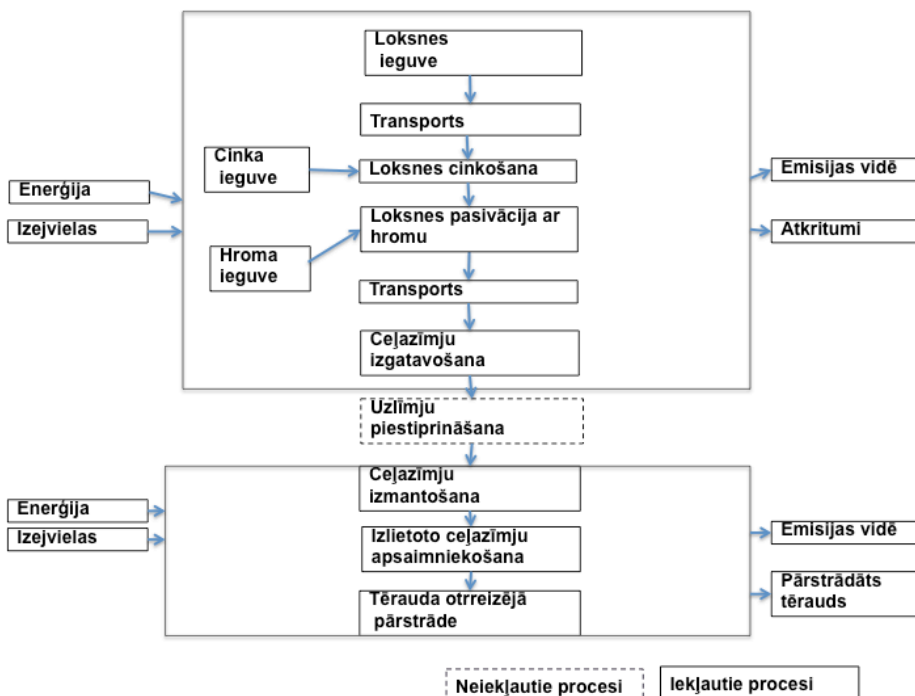 Loksnes
ieguve
Transports
Cinka
ieguve
Loksnes cinkošana
Enerģija
Izejvielas
Loksnes pasivācija ar
hromu
Hroma
ieguve
Transports
Ceļazīmju
izgatavošana
Emisijas vidē
Atkritumi
Uzlīmju
piestiprināšana
Ceļazīmju
izmantošana
Enerģija
Izejvielas
Izlietoto ceļazīmju
apsaimniekošana
Tērauda otrreizējā
pārstrāde
Emisijas vidē
Pārstrādāts
tērauds
Neiekļautie procesi
Iekļautie procesi